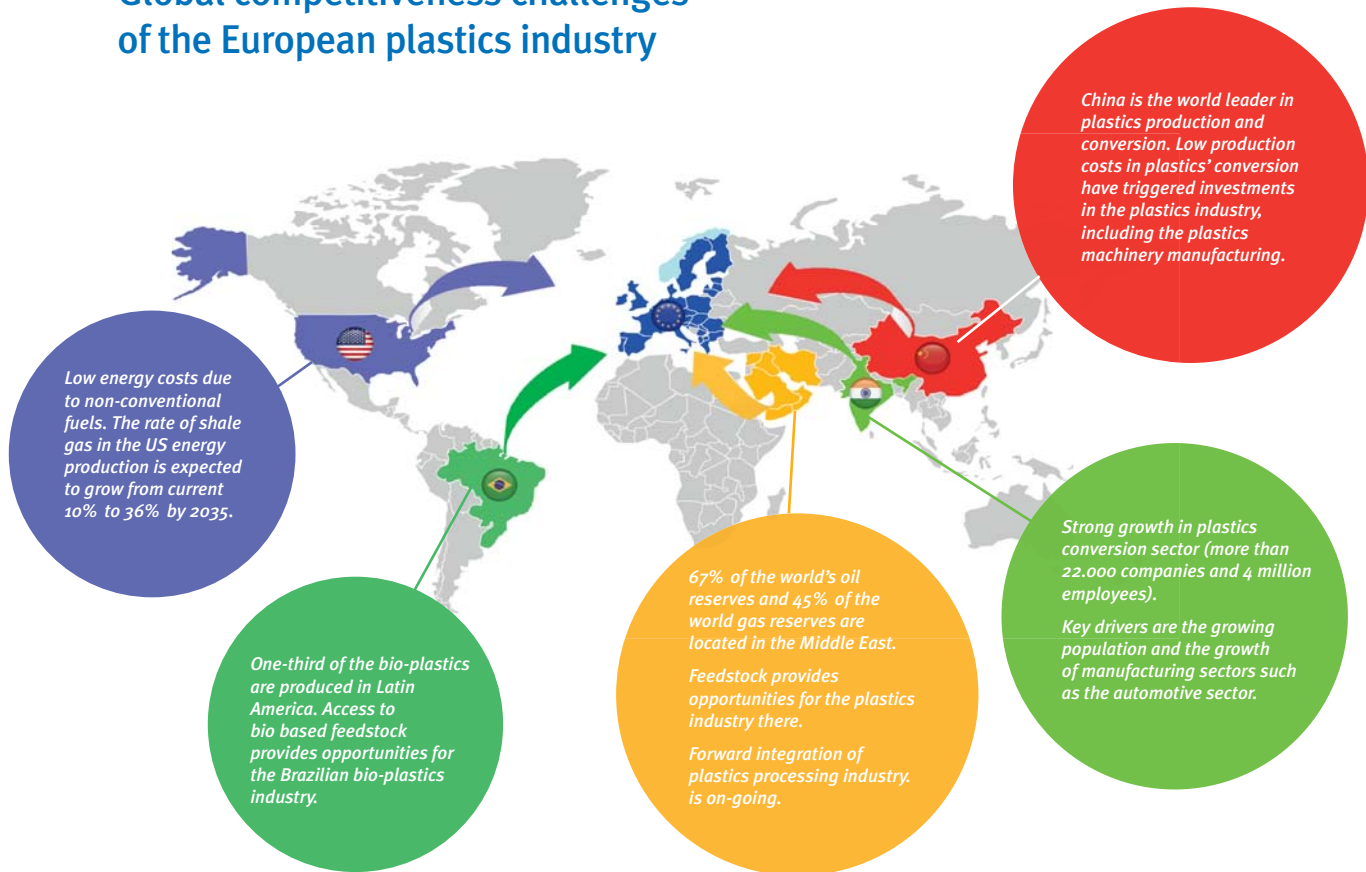 Global competitiveness challenges
of the European plastics industry
China is the world leader in
plastics production and
conversion. Low production
costs in plastics’ conversion
have triggered investments
in the plastics industry,
including the plastics
machinery manufacturing.
Low energy costs due
to non-conventional
fuels. The rate of shale
gas in the US energy
production is expected
to grow from current
10% to 36% by 2035.
One-third of the bio-plastics
are produced in Latin
America. Access to
bio based feedstock
provides opportunities for
the Brazilian bio-plastics
industry.
67% of the world’s oil
reserves and 45% of the
world gas reserves are
located in the Middle East.
Feedstock provides
opportunities for the plastics
industry there.
Forward integration of
plastics processing industry.
is on-going.
Strong growth in plastics
conversion sector (more than
22.000 companies and 4 million
employees).
Key drivers are the growing
population and the growth
of manufacturing sectors such
as the automotive sector.